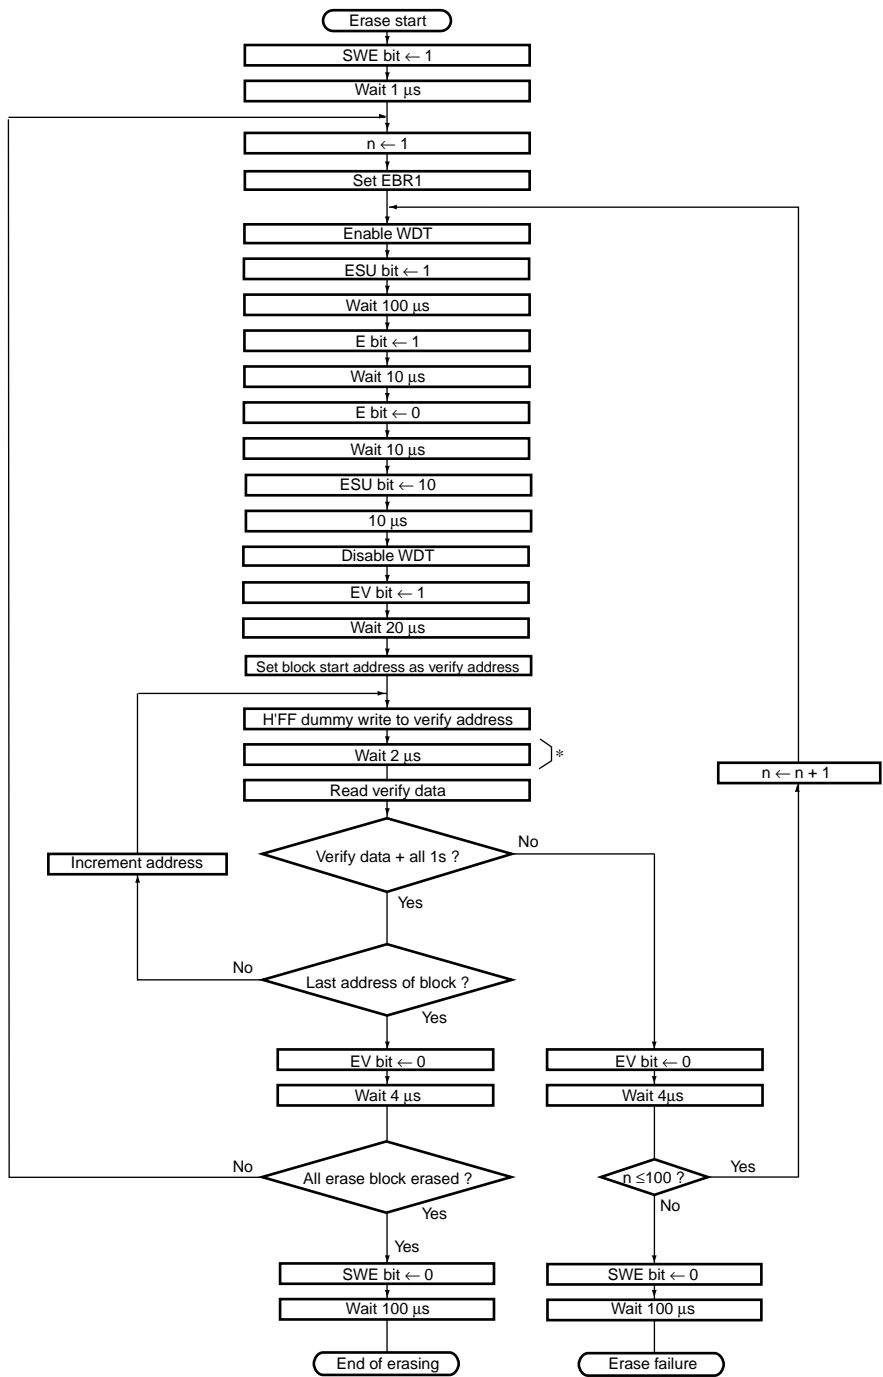 Erase start
SWE bit ← 1
Wait 1 μs
n ← 1
Set EBR1
Enable WDT
ESU bit ← 1
Wait 100 μs
E bit ← 1
Wait 10 μs
E bit ← 0
Wait 10 μs
ESU bit ← 10
10 μs
Disable WDT
EV bit ← 1
Wait 20 μs
Set block start address as verify address
H'FF dummy write to verify address
Wait 2 μs
*
n ← n + 1
Read verify data
No
Verify data + all 1s ?
Increment address
Yes
No
Last address of block ?
Yes
EV bit ← 0
EV bit ← 0
Wait 4 μs
Wait 4μs
No
All erase block erased ?
Yes
n ≤100 ?
Yes
No
Yes
SWE bit ← 0
SWE bit ← 0
Wait 100 μs
Wait 100 μs
End of erasing
Erase failure